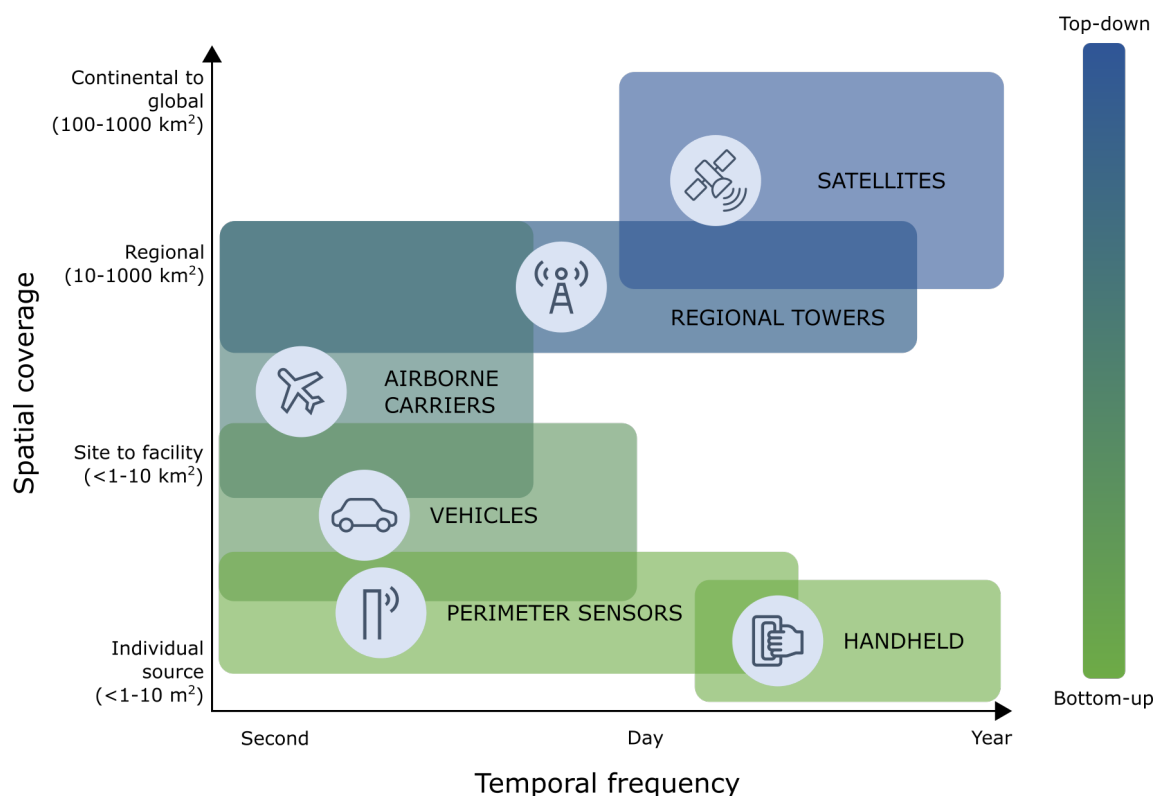 Top-down
Continental to
global
(100-1000 km²)
SATELLITES
Regional
(10-1000 km²)
REGIONAL TOWERS
AIRBORNE
CARRIERS
Spatial coverage
Site to facility
(<1-10 km²)
VEHICLES
PERIMETER SENSORS
HANDHELD
Individual
source
(<1-10 m²)
Bottom-up
Second
Day
Year
Temporal frequency